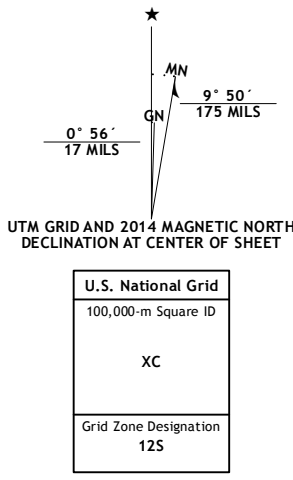 ★
MN
GN
9° 50´
175 MILS
0° 56´
17 MILS
UTM GRID AND 2014 MAGNETIC NORTH
DECLINATION AT CENTER OF SHEET
U.S. National Grid
100,000-m Square ID
XC
Grid Zone Designation
12S